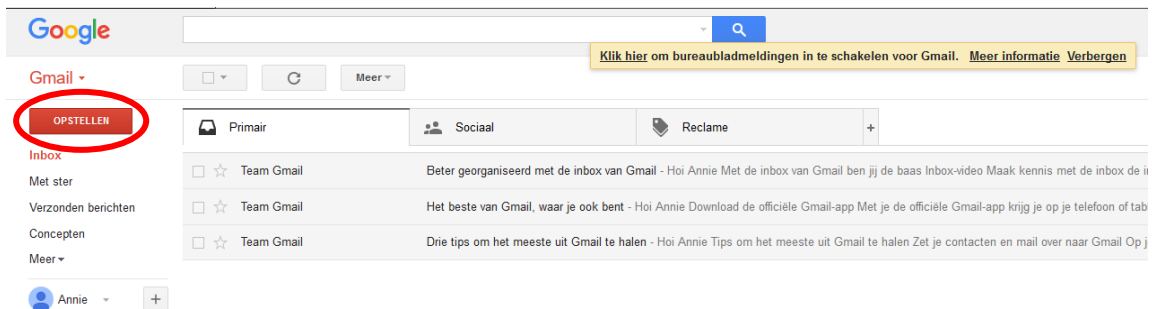 Google
Klik hier om bureaubladmeldingen in te schakelen voor Gmail. Meer informatie Verbergen
Gmail
Meer
OPSTELLEN
Primair Sociaal Reclame +
Inbox
Met ster
Verzonden berichten
Concepten
Meer
Team Gmail Beter georganiseerd met de inbox van Gmail - Hoi Annie Met de inbox van Gmail ben jij de baas Inbox-video Maak kennis met de inbox de
Team Gmail Het beste van Gmail, waar je ook bent - Hoi Annie Download de officiële Gmail-app Met je de officiële Gmail-app krijg je op je telefoon of tab
Team Gmail Drie tips om het meeste uit Gmail te halen - Hoi Annie Tips om het meeste uit Gmail te halen Zet je contacten en mail over naar Gmail Op
Annie +